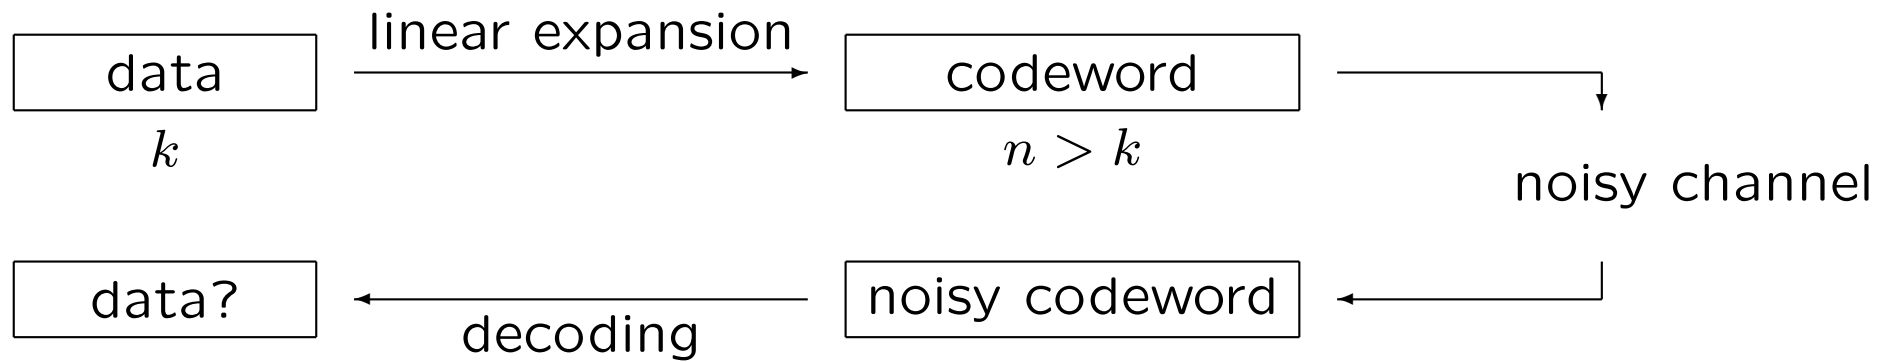 linear expansion
data
codeword
k
n > k
noisy channel
data?
noisy codeword
decoding